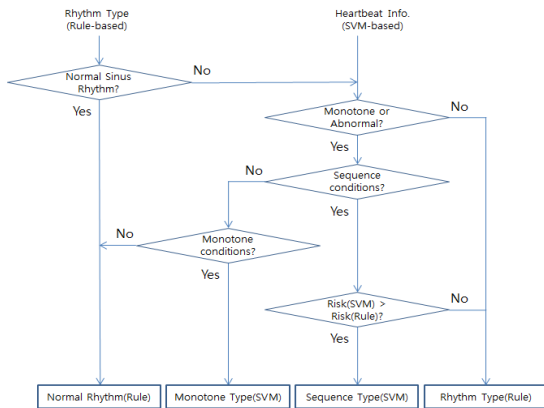 Rhythm Type
(Rule-based)
Heartbeat Info.
(SVM-based)
Normal Sinus
Rhythm?
No
Yes
Monotone or
Abnormal?
No
Yes
Sequence
conditions?
No
Yes
Monotone
conditions?
No
Yes
Risk(SVM) >
Risk(Rule)?
No
Yes
Normal Rhythm(Rule)
Monotone Type(SVM)
Sequence Type(SVM)
Rhythm Type(Rule)